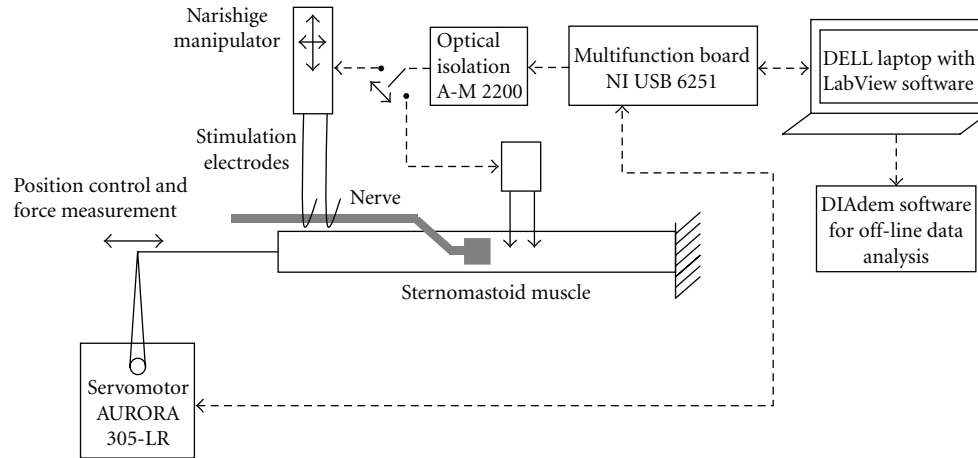 Narishige
manipulator
Optical
isolation
A-M 2200
Multifunction board
NI USB 6251
DELL laptop with
LabView software
Stimulation
electrodes
Position control and
force measurement
Nerve
DIAdem software
for off-line data
analysis
Sternomastoid muscle
Servomotor
AURORA
305-LR